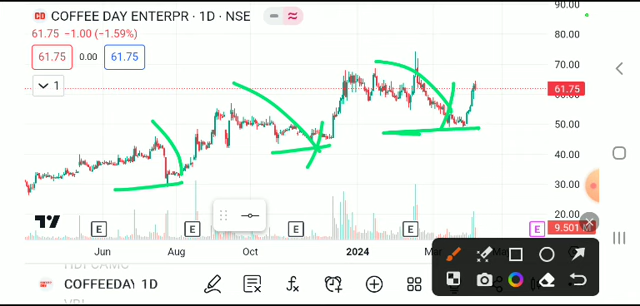 COFFEE DAY ENTERPR · 1D · NSE
61.75 −1.00 (−1.59%)
61.75 0.00 61.75
1
90.00
80.00
70.00
61.75
50.00
40.00
30.00
20.00
9.501
E E E E E
Jun Aug Oct 2024 Mar
COFFEEDAY 1D